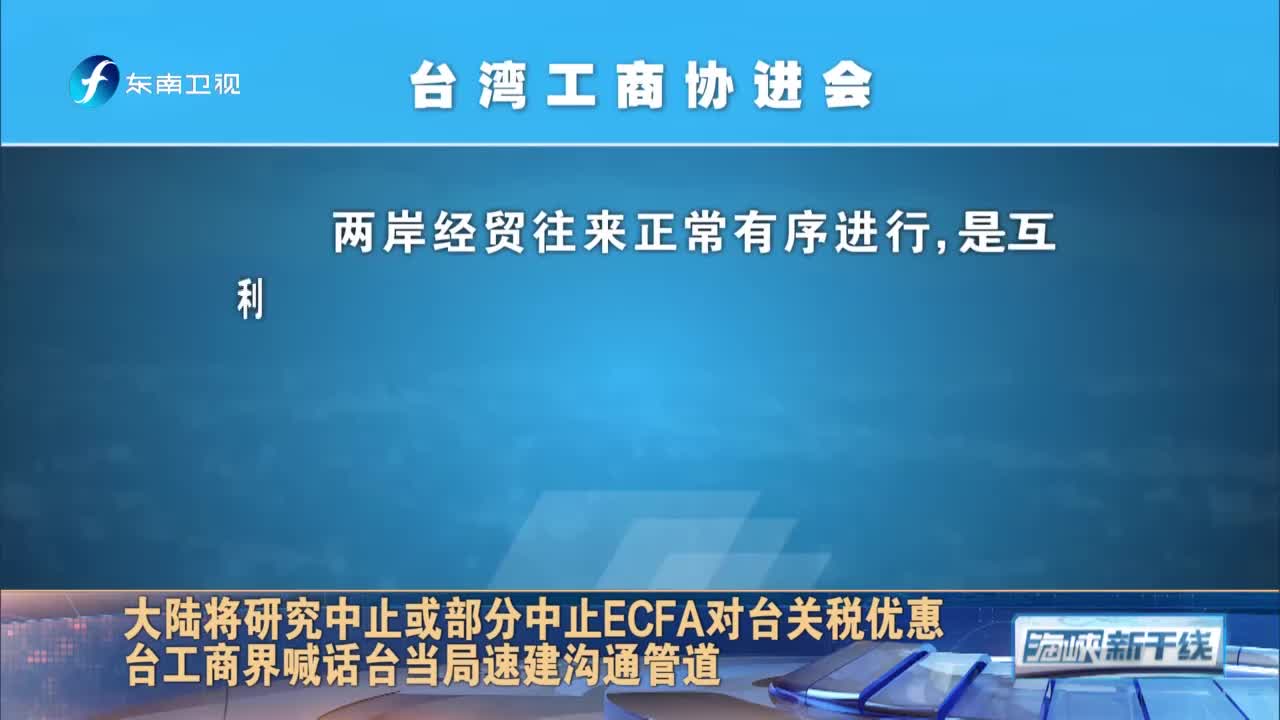 东南卫视
台湾工商协进会
两岸经贸往来正常有序进行,是互
利
大陆将研究中止或部分中止ECFA对台关税优惠
台工商界喊话台当局速建沟通管道
海峡新干线